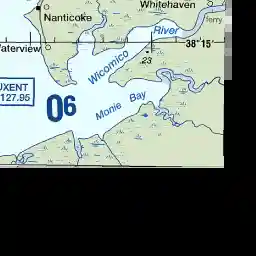 Nanticoke
Whitehaven
River
ferry
38°15'
Waterview
Wicomico
23
UXENT
127.95
06
Monie Bay